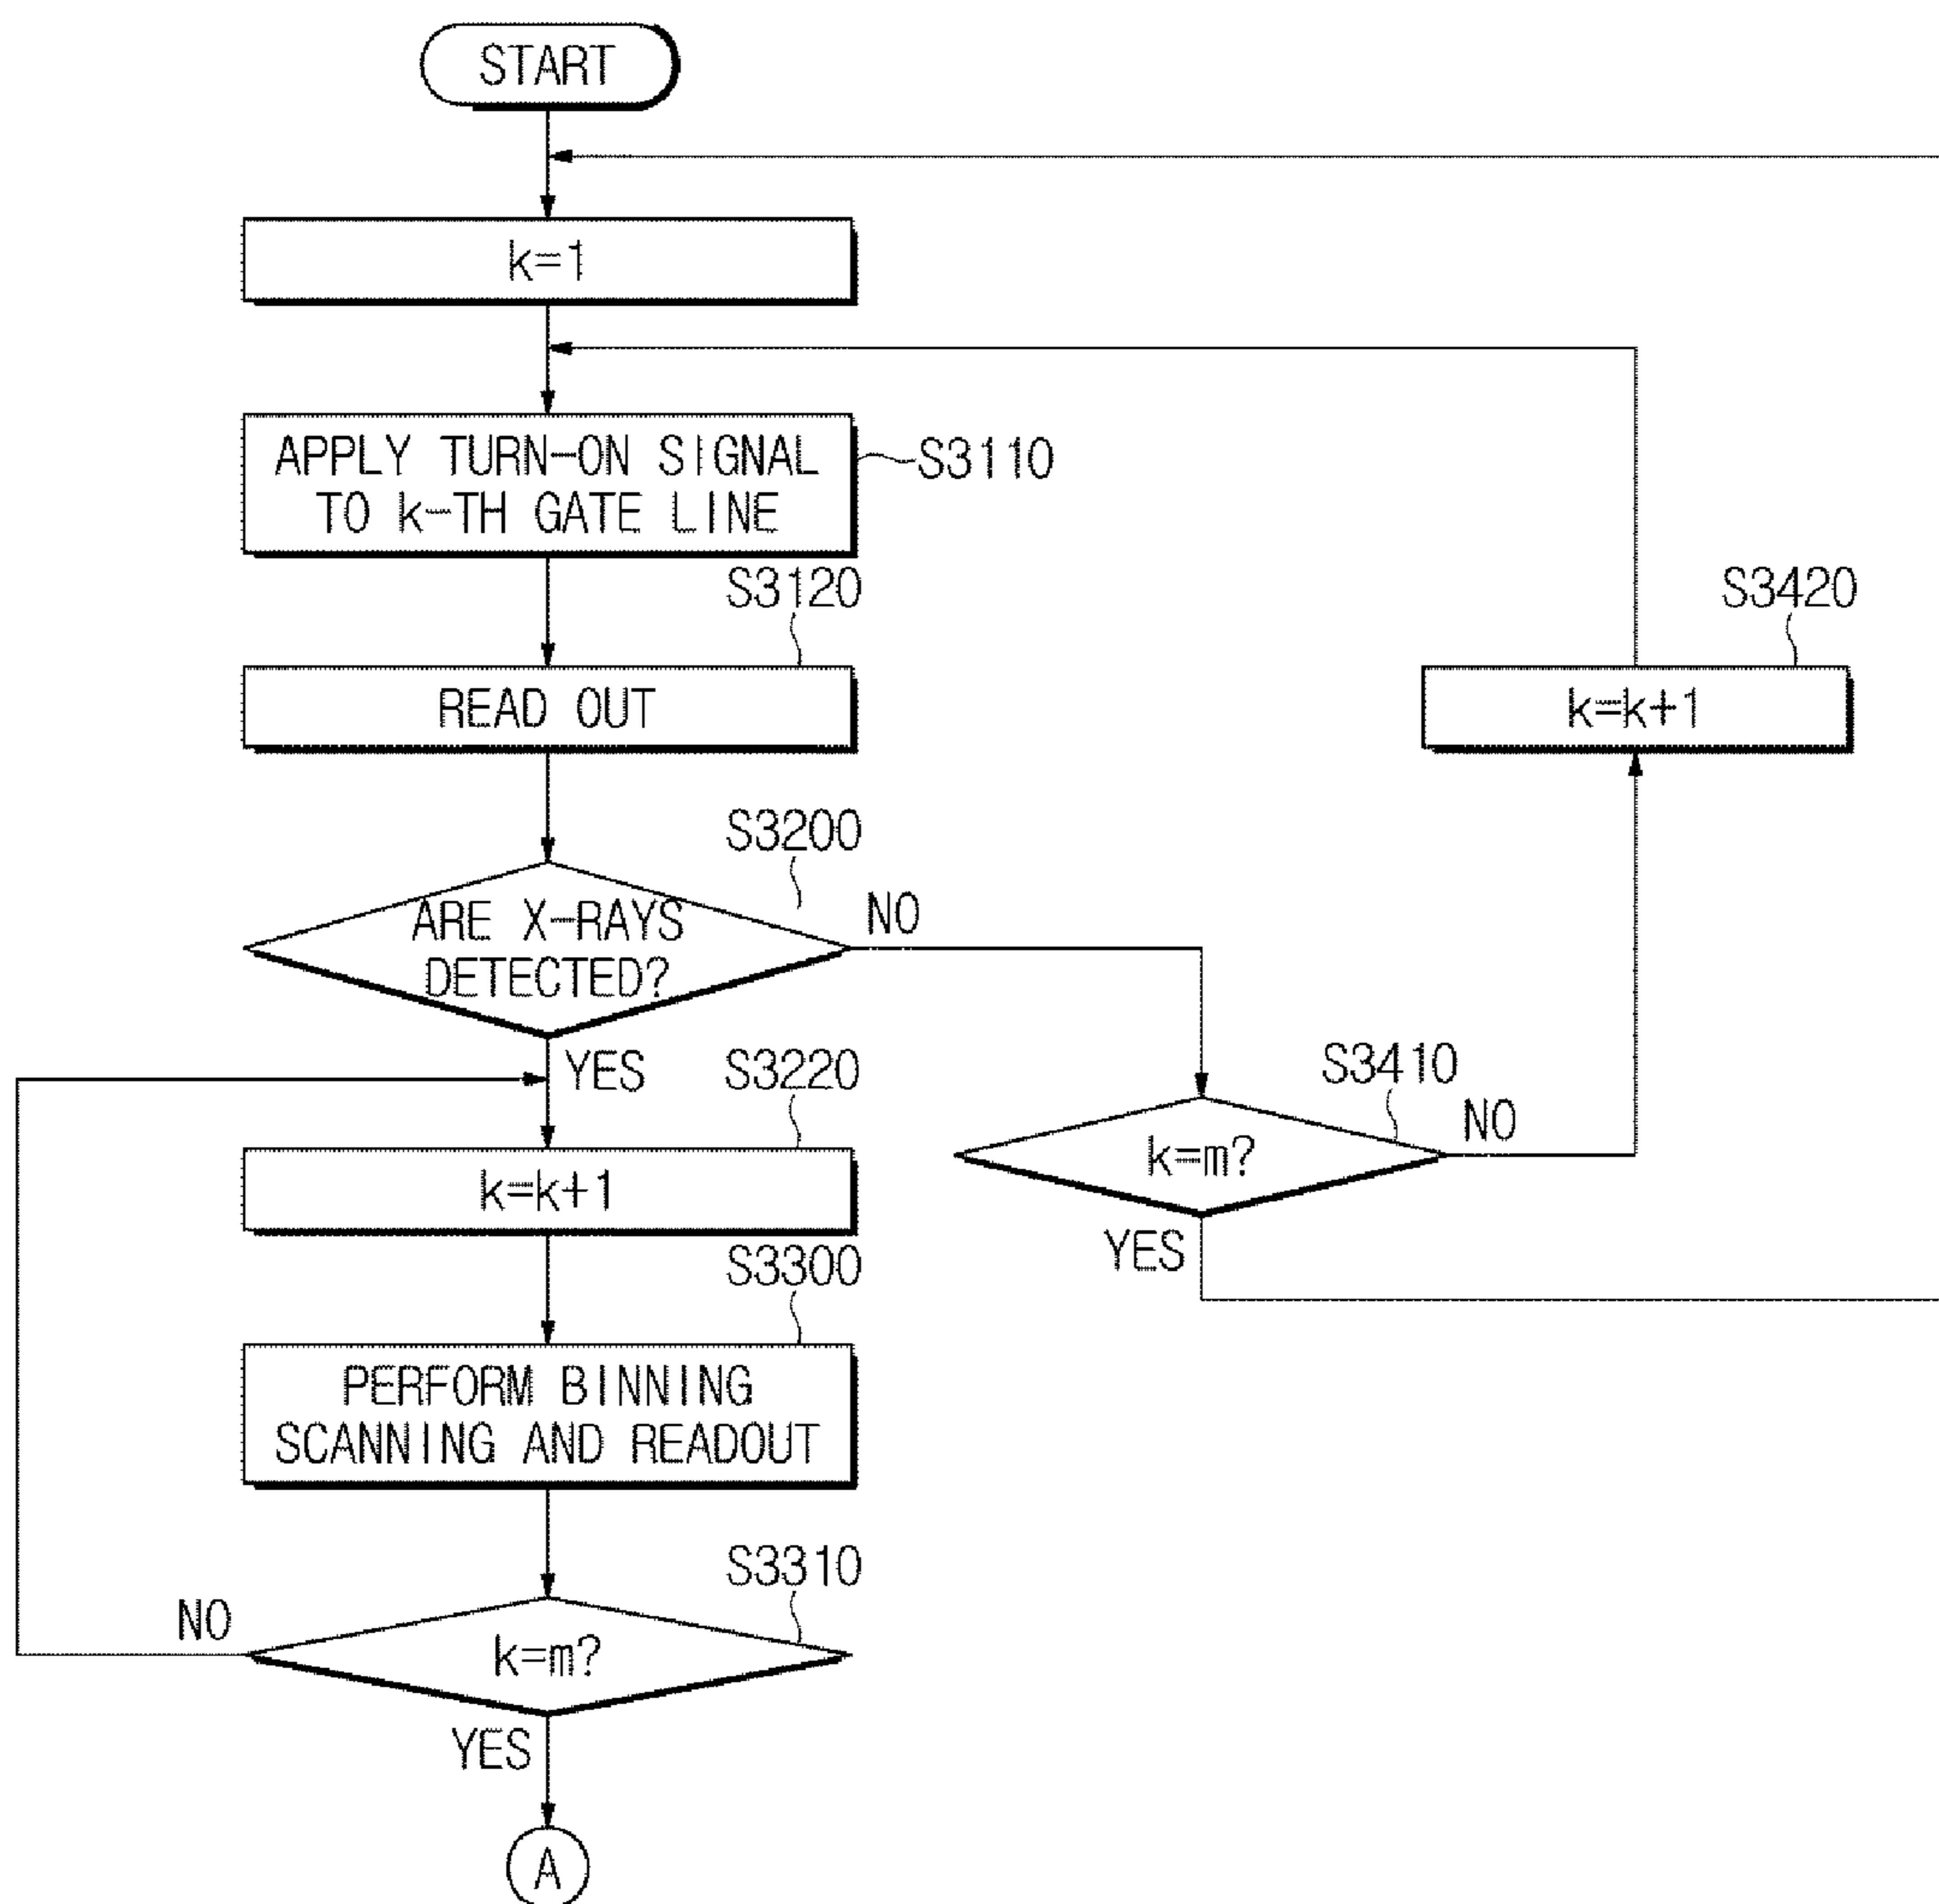 START
k=1
APPLY TURN-ON SIGNAL
TO k-TH GATE LINE
S3110
S3120
READ OUT
S3420
k=k+1
S3200
ARE X-RAYS
DETECTED?
NO
YES
S3220
k=k+1
S3410
k=m?
NO
YES
S3300
PERFORM BINNING
SCANNING AND READOUT
S3310
k=m?
NO
YES
A